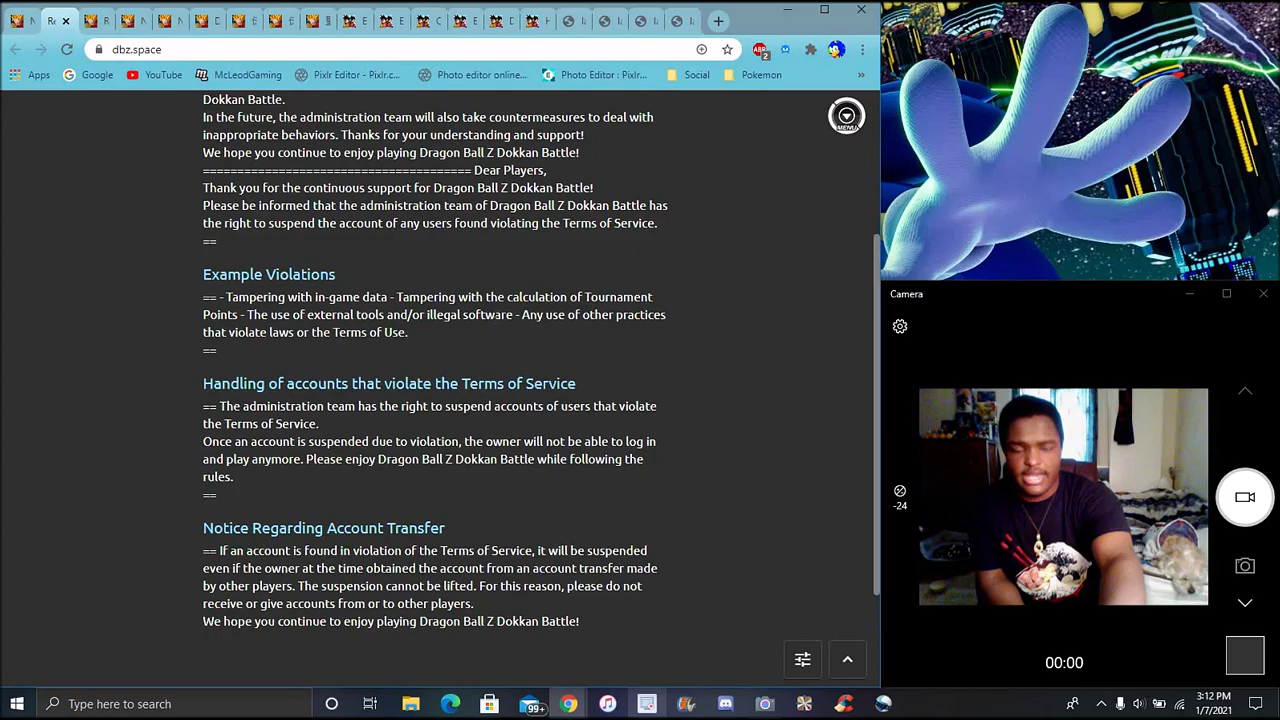 Re
N
R
N
N
D
E
E
C
E
D
H
dbz.space
ABP
2
Apps
Google
YouTube
McLeodGaming
Pixlr Editor - Pixlr.c...
Photo editor online...
Photo Editor : Pixlr...
Social
Pokemon
»
MENU
Dokkan Battle.
In the future, the administration team will also take countermeasures to deal with
inappropriate behaviors. Thanks for your understanding and support!
We hope you continue to enjoy playing Dragon Ball Z Dokkan Battle!
====================================== Dear Players,
Thank you for the continuous support for Dragon Ball Z Dokkan Battle!
Please be informed that the administration team of Dragon Ball Z Dokkan Battle has
the right to suspend the account of any users found violating the Terms of Service.
==
Example Violations
== - Tampering with in-game data - Tampering with the calculation of Tournament
Points - The use of external tools and/or illegal software - Any use of other practices
that violate laws or the Terms of Use.
==
Handling of accounts that violate the Terms of Service
== The administration team has the right to suspend accounts of users that violate
the Terms of Service.
Once an account is suspended due to violation, the owner will not be able to log in
and play anymore. Please enjoy Dragon Ball Z Dokkan Battle while following the
rules.
==
Notice Regarding Account Transfer
== If an account is found in violation of the Terms of Service, it will be suspended
even if the owner at the time obtained the account from an account transfer made
by other players. The suspension cannot be lifted. For this reason, please do not
receive or give accounts from or to other players.
We hope you continue to enjoy playing Dragon Ball Z Dokkan Battle!
Camera
-24
00:00
Type here to search
99+
3:12 PM
1/7/2021